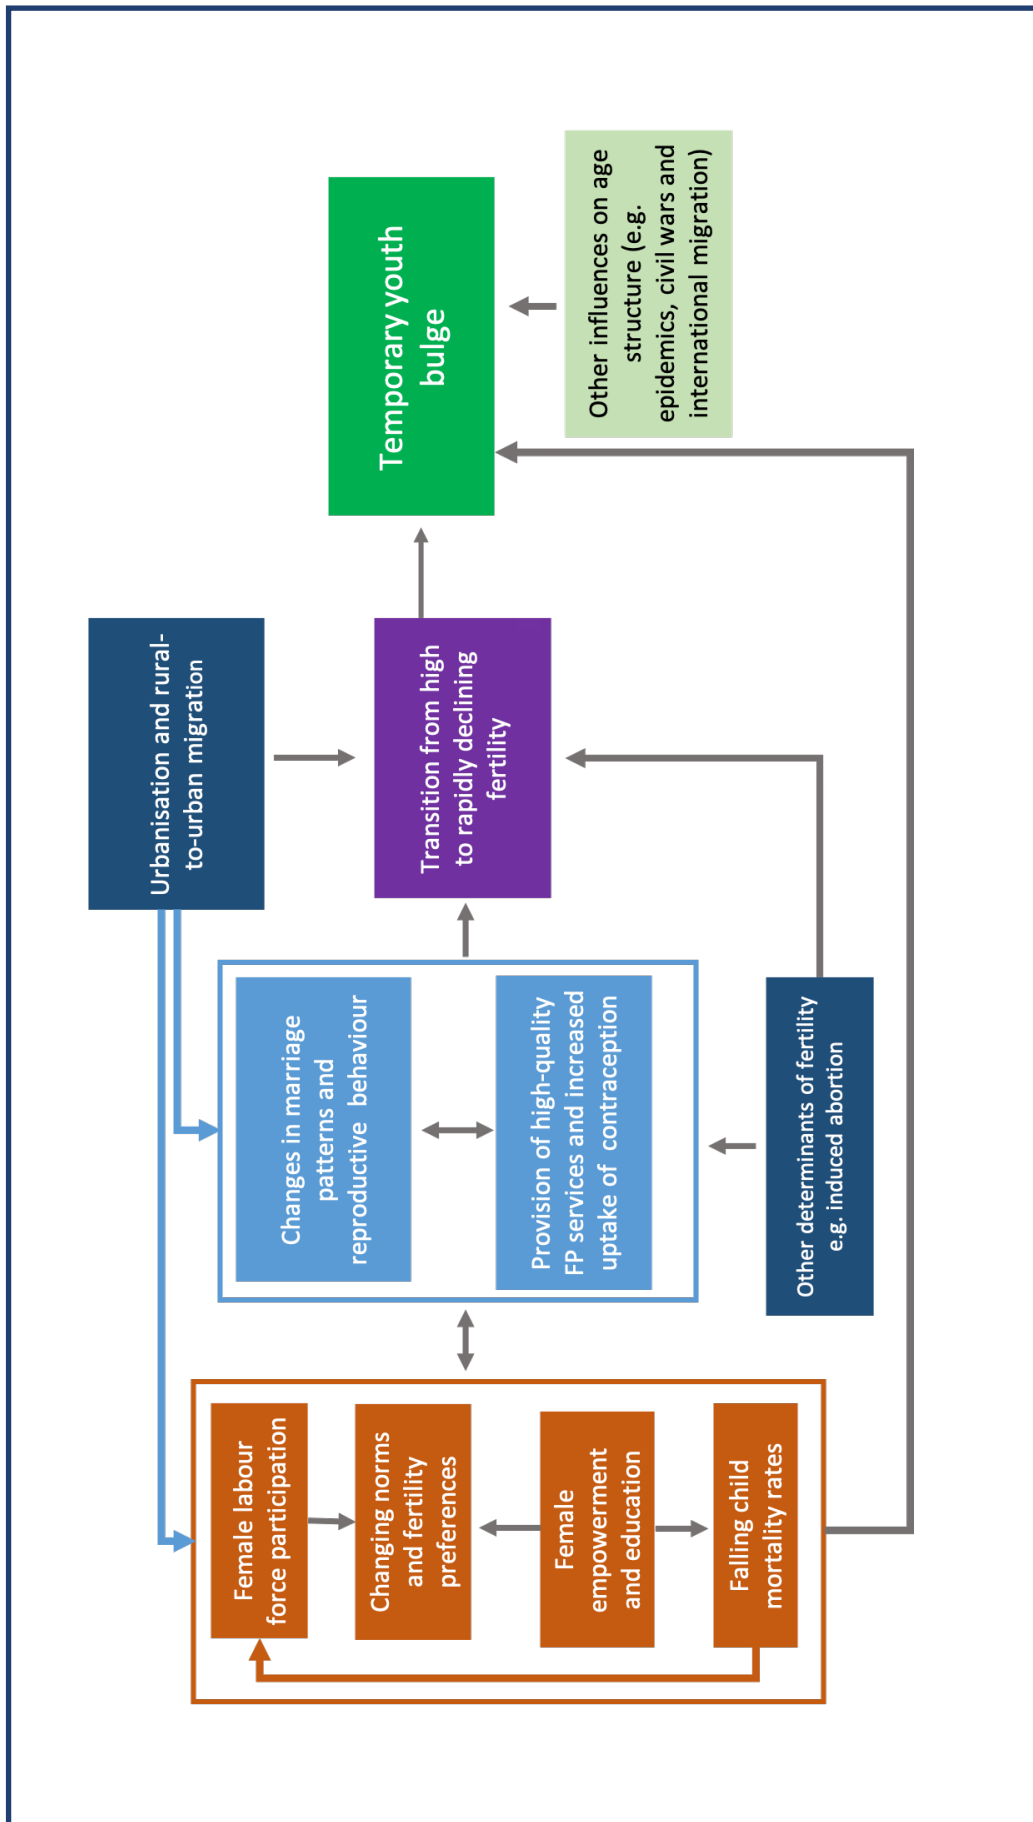 Female labour
force participation
Changing norms
and fertility
preferences
Female
empowerment
and education
Falling child
mortality rates
Changes in marriage
patterns and
reproductive behaviour
Provision of high-quality
FP services and increased
uptake of contraception
Other determinants of fertility
e.g. induced abortion
Urbanisation and rural-
to-urban migration
Transition from high
to rapidly declining
fertility
Temporary youth
bulge
Other influences on age
structure (e.g.
epidemics, civil wars and
international migration)